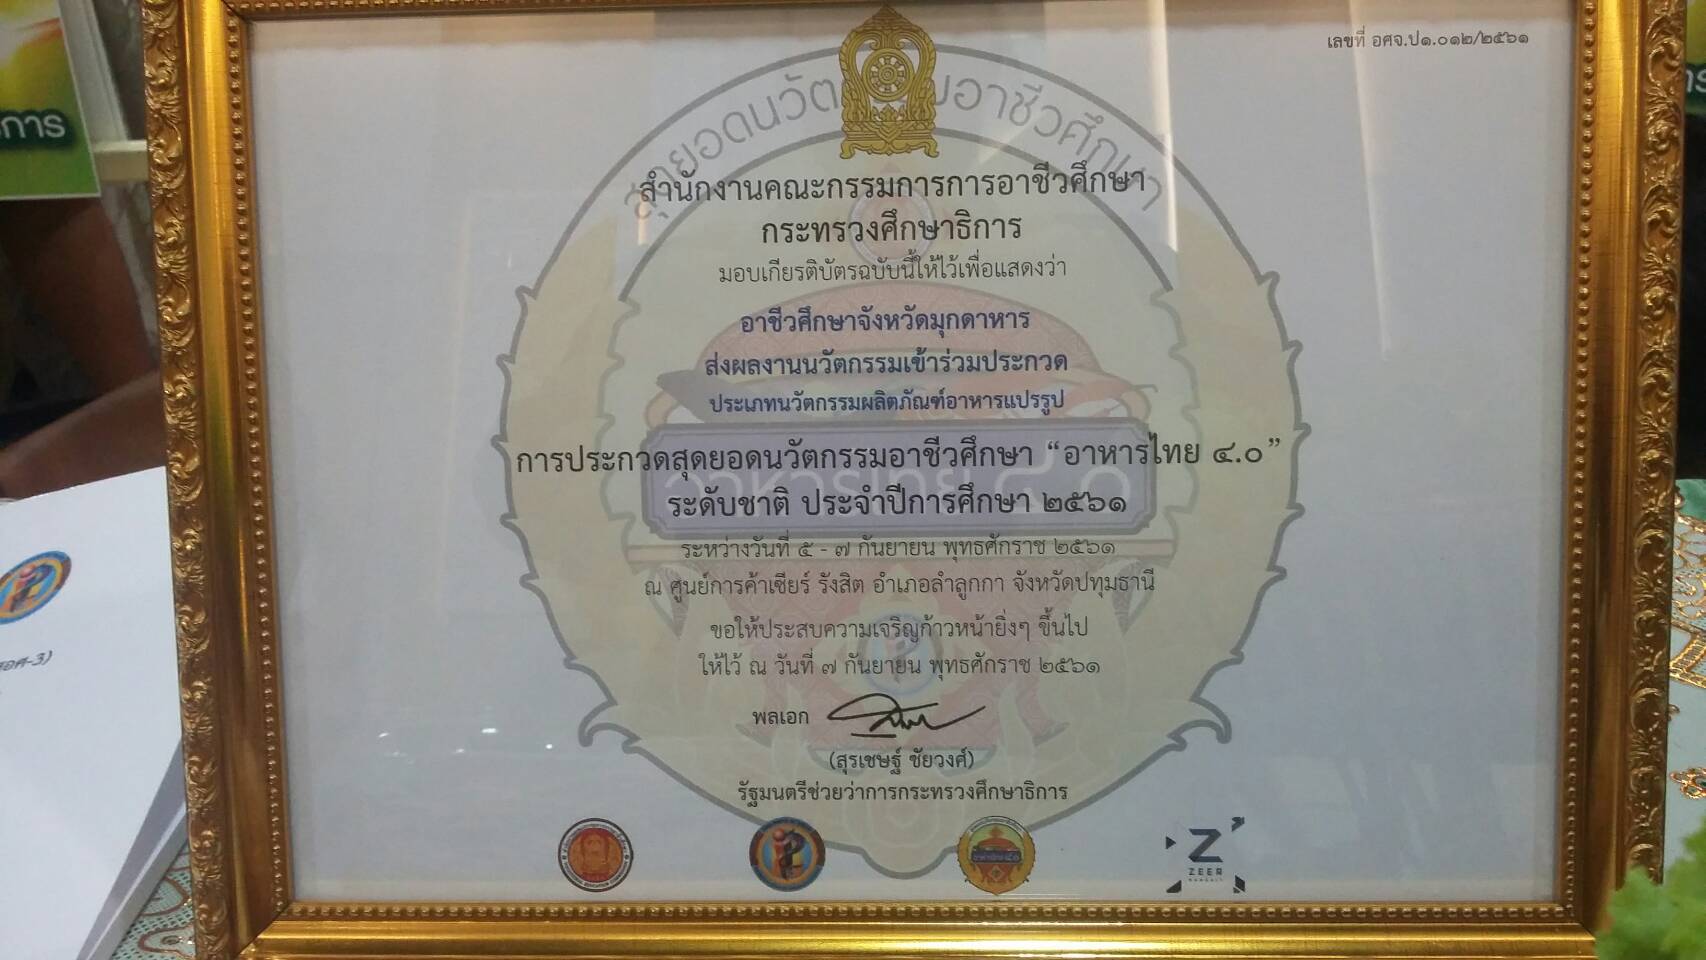 เลขที่ อศจ.ป๑.๐๑๒/๒๕๖๑
สำนักงานคณะกรรมการการอาชีวศึกษา
กระทรวงศึกษาธิการ
มอบเกียรติบัตรฉบับนี้ให้ไว้เพื่อแสดงว่า
อาชีวศึกษาจังหวัดมุกดาหาร
ส่งผลงานนวัตกรรมเข้าร่วมประกวด
ประเภทนวัตกรรมผลิตภัณฑ์อาหารแปรรูป
การประกวดสุดยอดนวัตกรรมอาชีวศึกษา “อาหารไทย ๔.๐”
ระดับชาติ ประจำปีการศึกษา ๒๕๖๑
ระหว่างวันที่ ๕ - ๗ กันยายน พุทธศักราช ๒๕๖๑
ณ ศูนย์การค้าเซียร์ รังสิต อำเภอลำลูกกา จังหวัดปทุมธานี
ขอให้ประสบความเจริญก้าวหน้ายิ่งๆ ขึ้นไป
ให้ไว้ ณ วันที่ ๗ กันยายน พุทธศักราช ๒๕๖๑
พลเอก
(สุรเชษฐ์ ชัยวงศ์)
รัฐมนตรีช่วยว่าการกระทรวงศึกษาธิการ
Z
ZEER